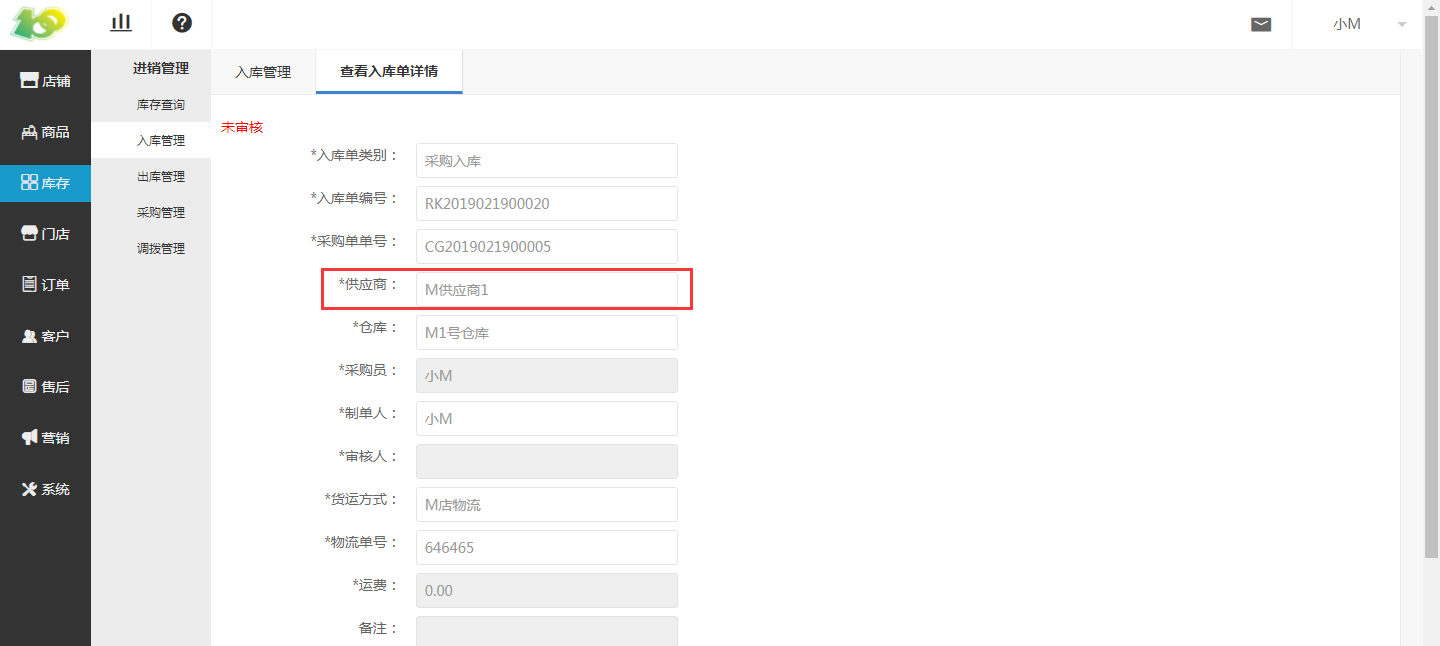 小M
店铺
商品
库存
门店
订单
客户
售后
营销
系统
进销管理
库存查询
入库管理
出库管理
采购管理
调拨管理
入库管理
查看入库单详情
未审核
*入库单类别： 采购入库
*入库单编号： RK2019021900020
*采购单单号： CG2019021900005
*供应商： M供应商1
*仓库： M1号仓库
*采购员： 小M
*制单人： 小M
*审核人：
*货运方式： M店物流
*物流单号： 646465
*运费： 0.00
备注：